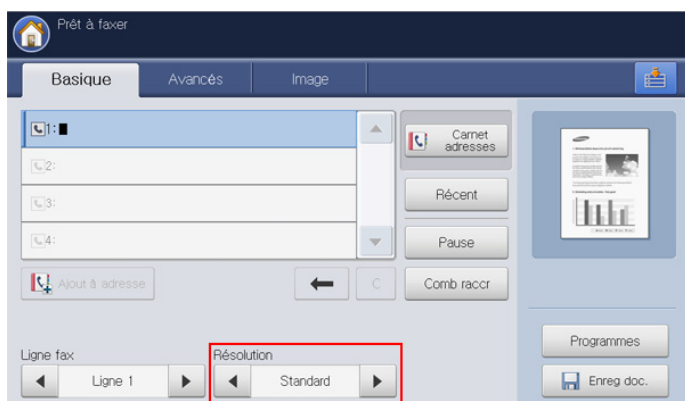 Prêt à faxer
Basique
Avancés
Image
1:
2:
3:
4:
Carnet
adresses
Récent
Pause
Ajout à adresse
C
Comb raccr
Ligne fax
Ligne 1
Résolution
Standard
Programmes
Enreg doc.